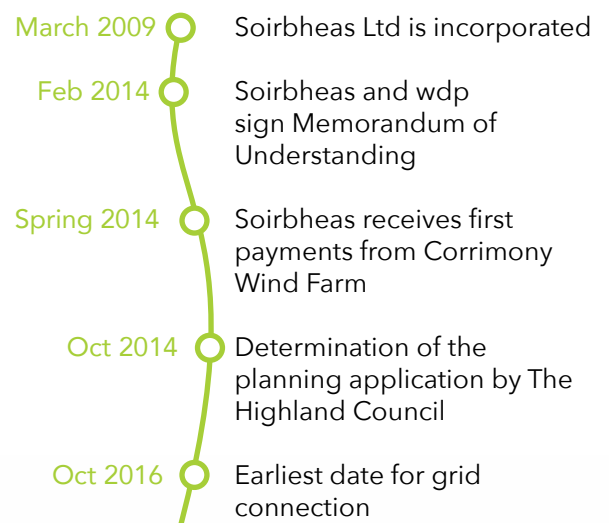 March 2009 Soirbheas Ltd is incorporated
Feb 2014 Soirbheas and wdp
sign Memorandum of
Understanding
Spring 2014 Soirbheas receives first
payments from Corrimony
Wind Farm
Oct 2014 Determination of the
planning application by The
Highland Council
Oct 2016 Earliest date for grid
connection